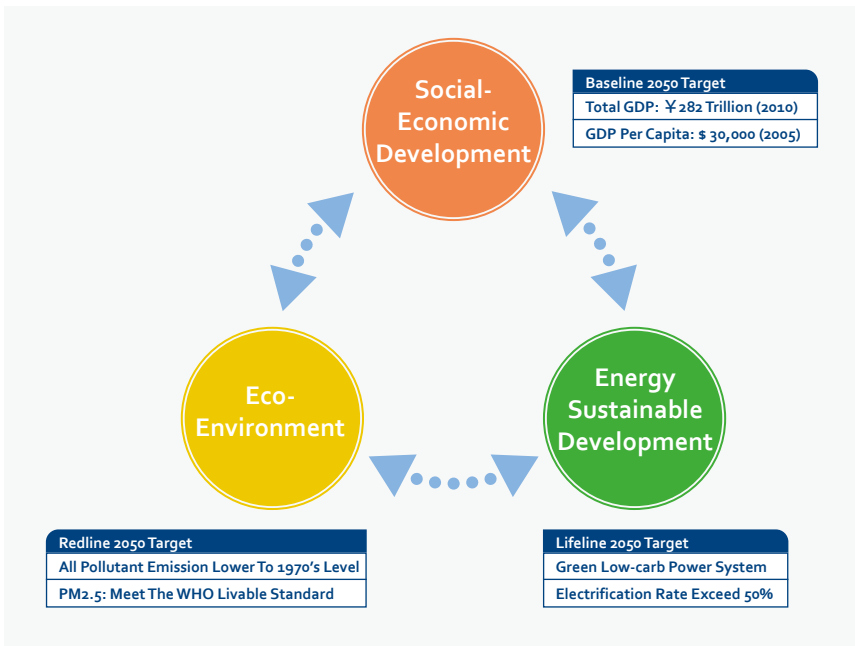 Social-
Economic
Development
Baseline 2050 Target
Total GDP: ¥282 Trillion (2010)
GDP Per Capita: $ 30,000 (2005)
Eco-
Environment
Energy
Sustainable
Development
Redline 2050 Target
All Pollutant Emission Lower To 1970's Level
PM2.5: Meet The WHO Livable Standard
Lifeline 2050 Target
Green Low-carb Power System
Electrification Rate Exceed 50%